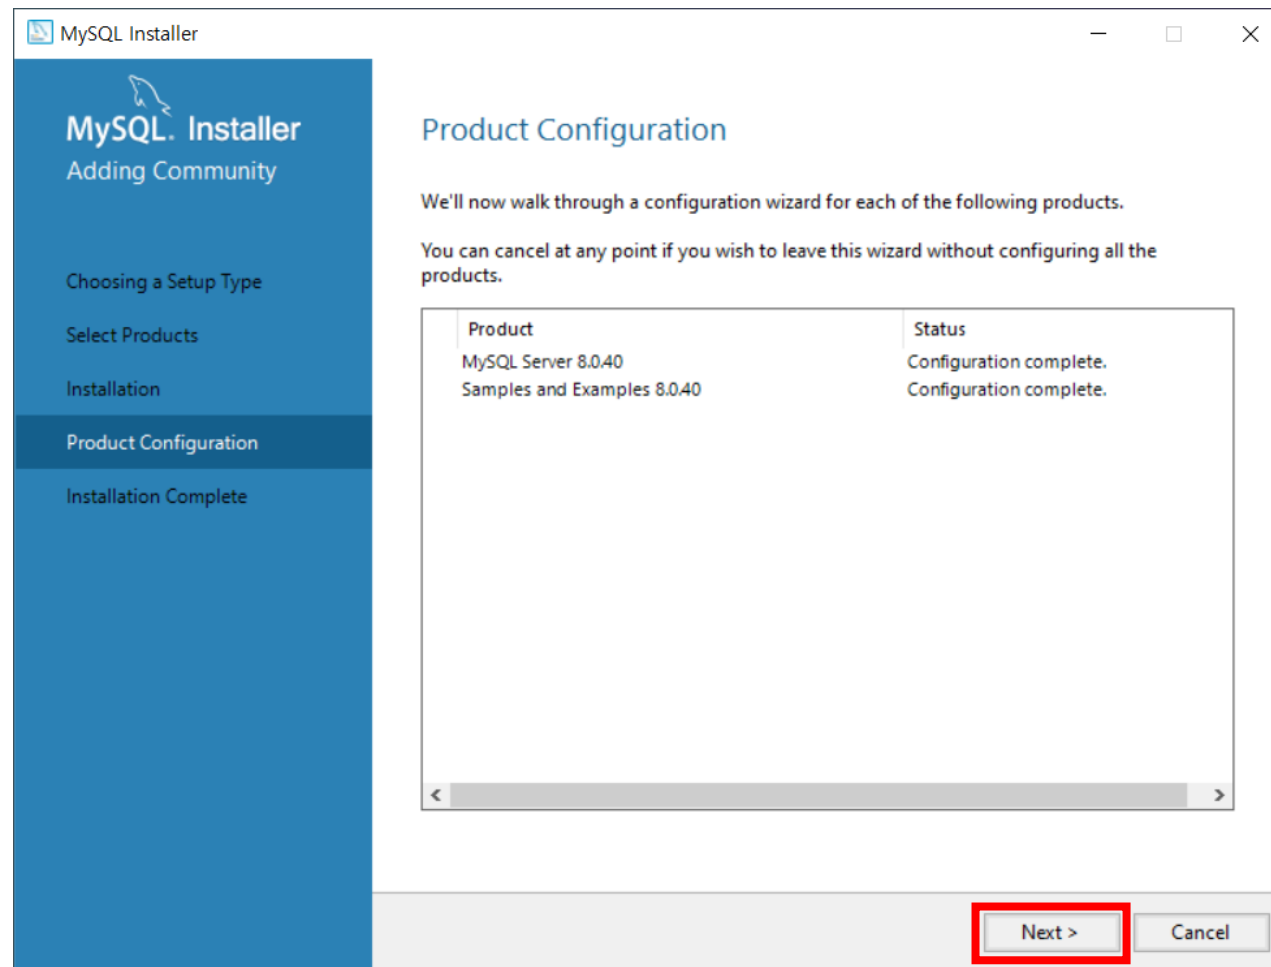 MySQL Installer
MySQL. Installer
Adding Community
Choosing a Setup Type
Select Products
Installation
Product Configuration
Installation Complete
Product Configuration
We'll now walk through a configuration wizard for each of the following products.
You can cancel at any point if you wish to leave this wizard without configuring all the
products.
Product Status
MySQL Server 8.0.40 Configuration complete.
Samples and Examples 8.0.40 Configuration complete.
Next > Cancel